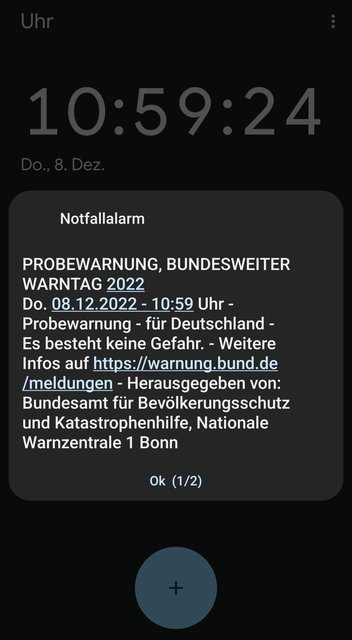 Uhr
10:59:24
Do., 8. Dez.
Notfallalarm
PROBEWARNUNG, BUNDESWEITER
WARNTAG 2022
Do. 08.12.2022 - 10:59 Uhr -
Probewarnung - für Deutschland -
Es besteht keine Gefahr. - Weitere
Infos auf https://warnung.bund.de
/meldungen - Herausgegeben von:
Bundesamt für Bevölkerungsschutz
und Katastrophenhilfe, Nationale
Warnzentrale 1 Bonn
Ok (1/2)
+